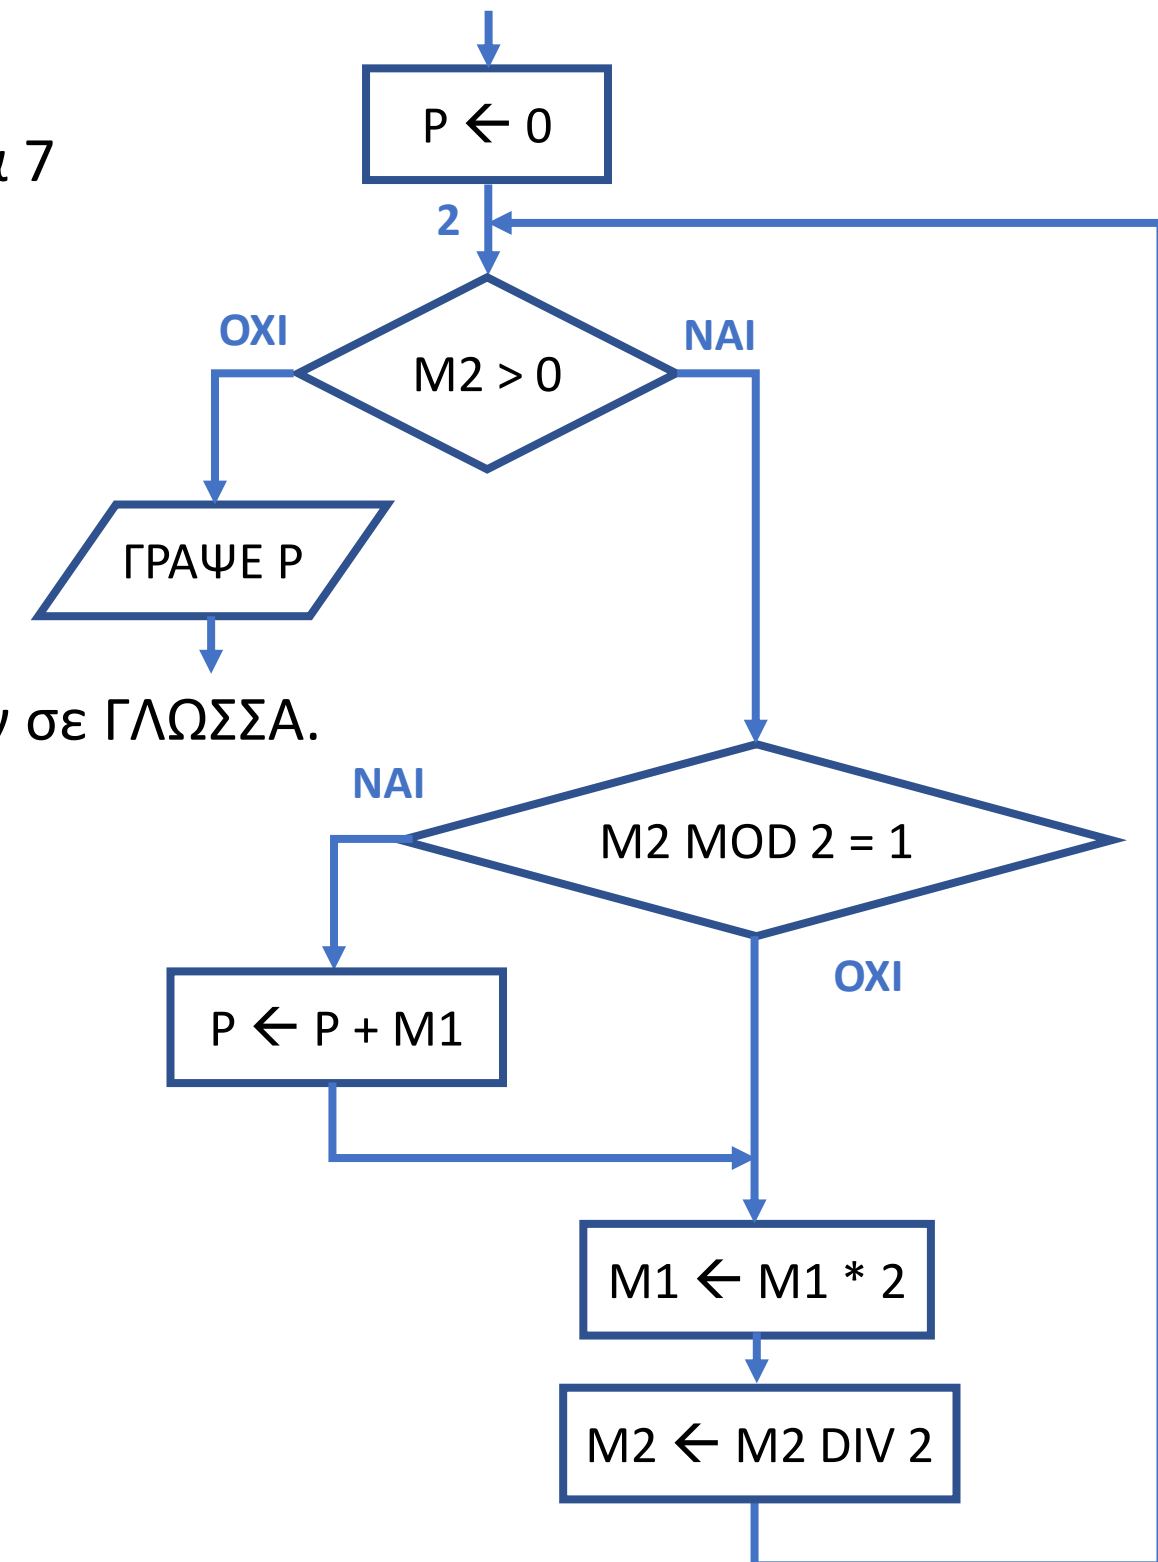 P ← 0
7
2
ΟΧΙ
ΝΑΙ
M2 > 0
ΓΡΑΨΕ P
σε ΓΛΩΣΣΑ.
ΝΑΙ
M2 MOD 2 = 1
ΟΧΙ
P ← P + M1
M1 ← M1 * 2
M2 ← M2 DIV 2